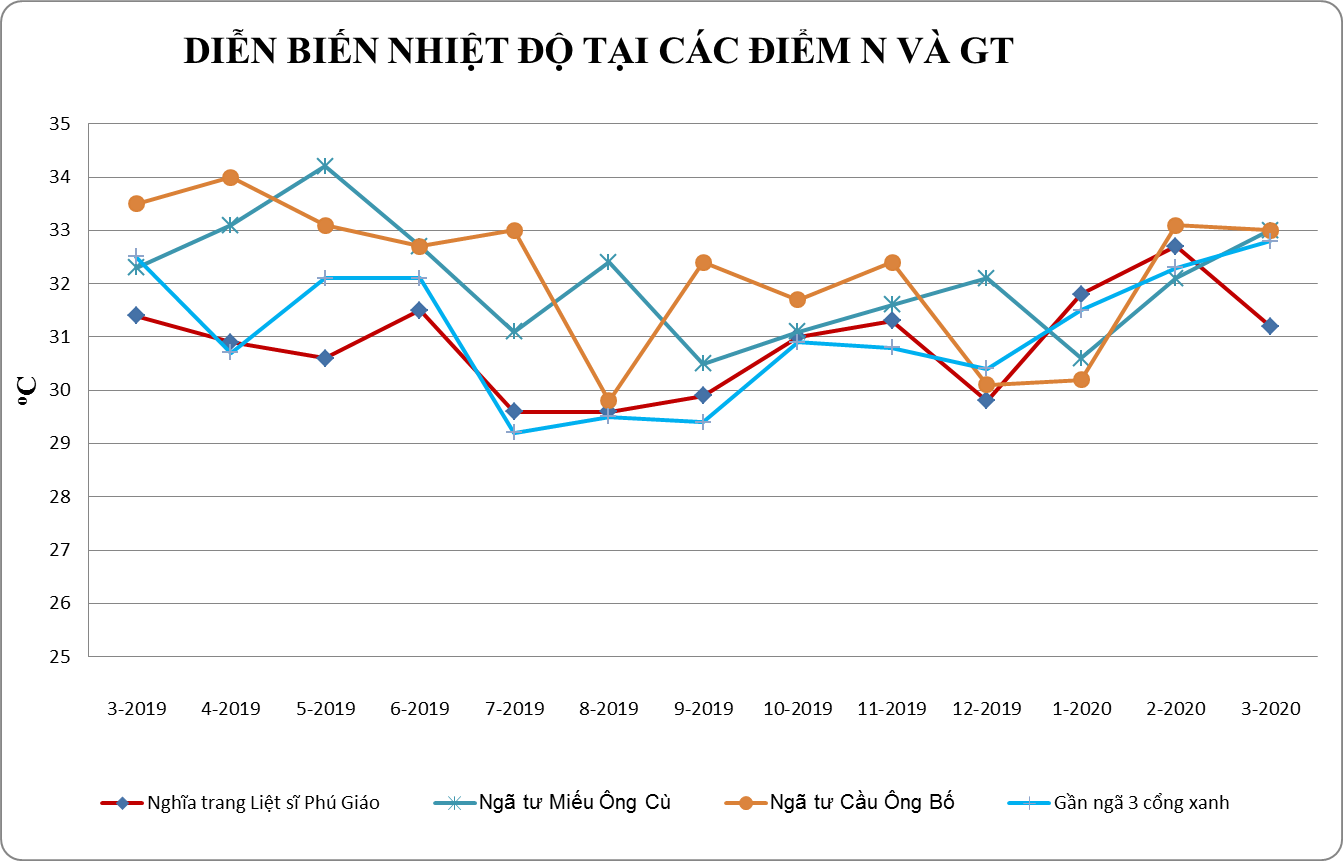 DIỄN BIẾN NHIỆT ĐỘ TẠI CÁC ĐIỂM N VÀ GT
35
34
33
32
31
30
29
28
27
26
25
ºC
3-2019 4-2019 5-2019 6-2019 7-2019 8-2019 9-2019 10-2019 11-2019 12-2019 1-2020 2-2020 3-2020
Nghĩa trang Liệt sĩ Phú Giáo Ngã tư Miếu Ông Cù Ngã tư Cầu Ông Bố Gần ngã 3 cổng xanh